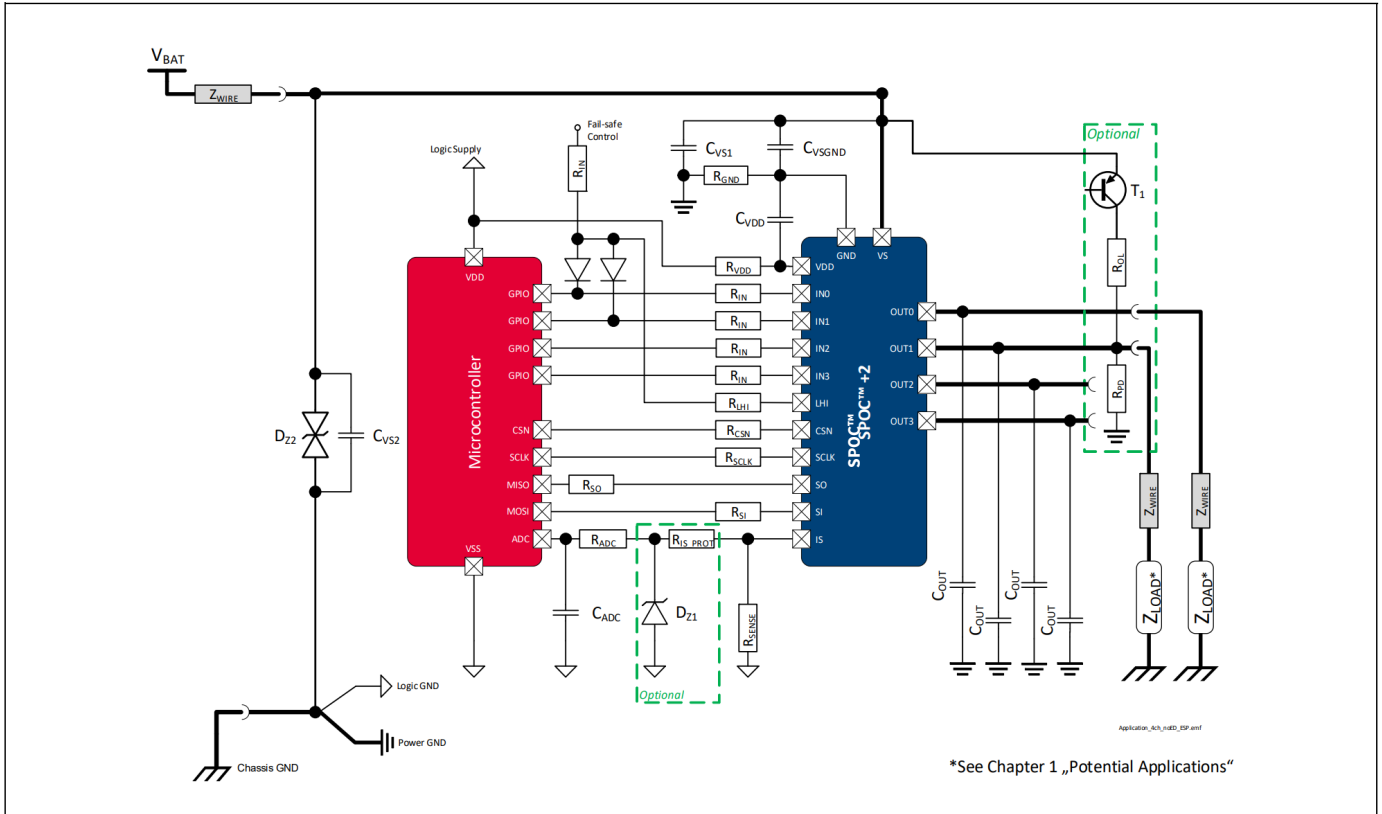 VBAT
ZWIRE
Fail-safe
Control
Logic Supply
RIN
CVS1
CVSGND
RGND
CVDD
Optional
T1
ROL
RPD
VDD
GPIO
GPIO
GPIO
GPIO
CSN
SCLK
MISO
MOSI
ADC
VSS
Microcontroller
RVDD
RIN
RIN
RIN
RIN
RLHI
RCSN
RSCLK
RSO
RSI
RADC
RIS_PROT
GND
VS
VDD
IN0
IN1
IN2
IN3
LHI
CSN
SCLK
SO
SI
IS
SPOC™
SPOC™ +2
OUT0
OUT1
OUT2
OUT3
DZ2
CVS2
CADC
DZ1
RSENSE
Optional
COUT
COUT
COUT
COUT
ZWIRE
ZWIRE
ZLOAD*
ZLOAD*
Logic GND
Power GND
Chassis GND
Application_4ch_noED_ESP.emf
*See Chapter 1 „Potential Applications“